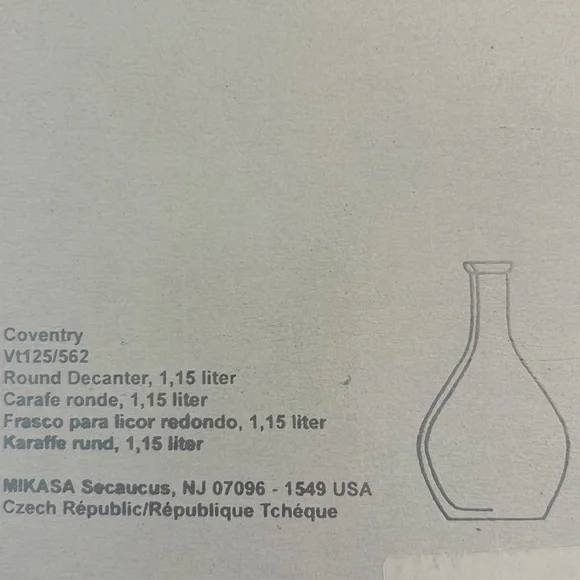 Coventry
Vt125/562
Round Decanter, 1,15 liter
Carafe ronde, 1,15 liter
Frasco para licor redondo, 1,15 liter
Karaffe rund, 1,15 liter
MIKASA Secaucus, NJ 07096 - 1549 USA
Czech Républic/République Tchéque